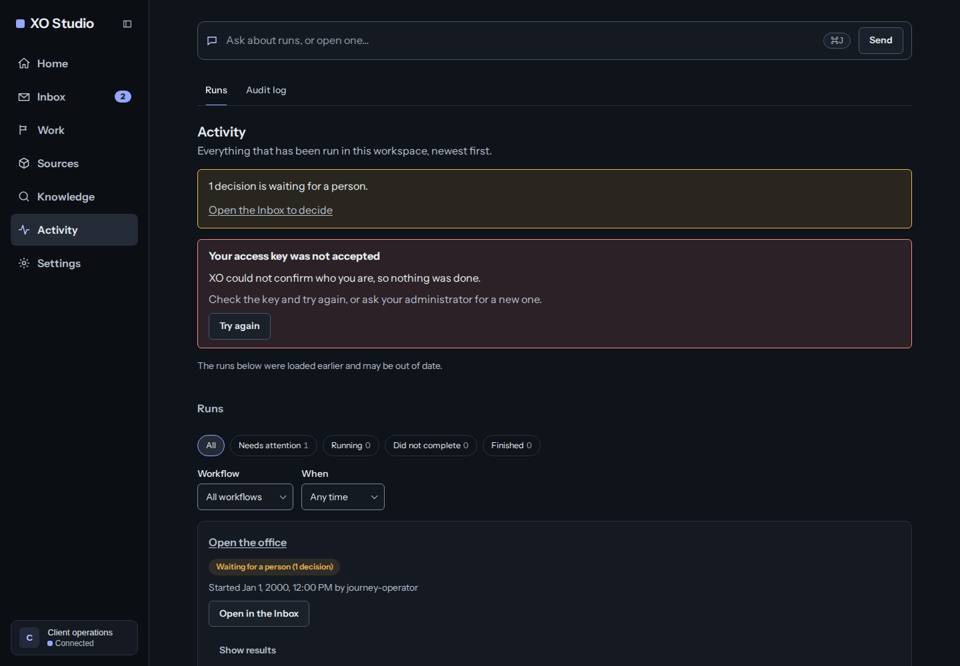 XO Studio
Home
Inbox 2
Work
Sources
Knowledge
Activity
Settings
C
Client operations
Connected
Ask about runs, or open one...
⌘J
Send
Runs Audit log
Activity
Everything that has been run in this workspace, newest first.
1 decision is waiting for a person.
Open the Inbox to decide
Your access key was not accepted
XO could not confirm who you are, so nothing was done.
Check the key and try again, or ask your administrator for a new one.
Try again
The runs below were loaded earlier and may be out of date.
Runs
All Needs attention 1 Running 0 Did not complete 0 Finished 0
Workflow When
All workflows Any time
Open the office
Waiting for a person (1 decision)
Started Jan 1, 2000, 12:00 PM by journey-operator
Open in the Inbox
Show results